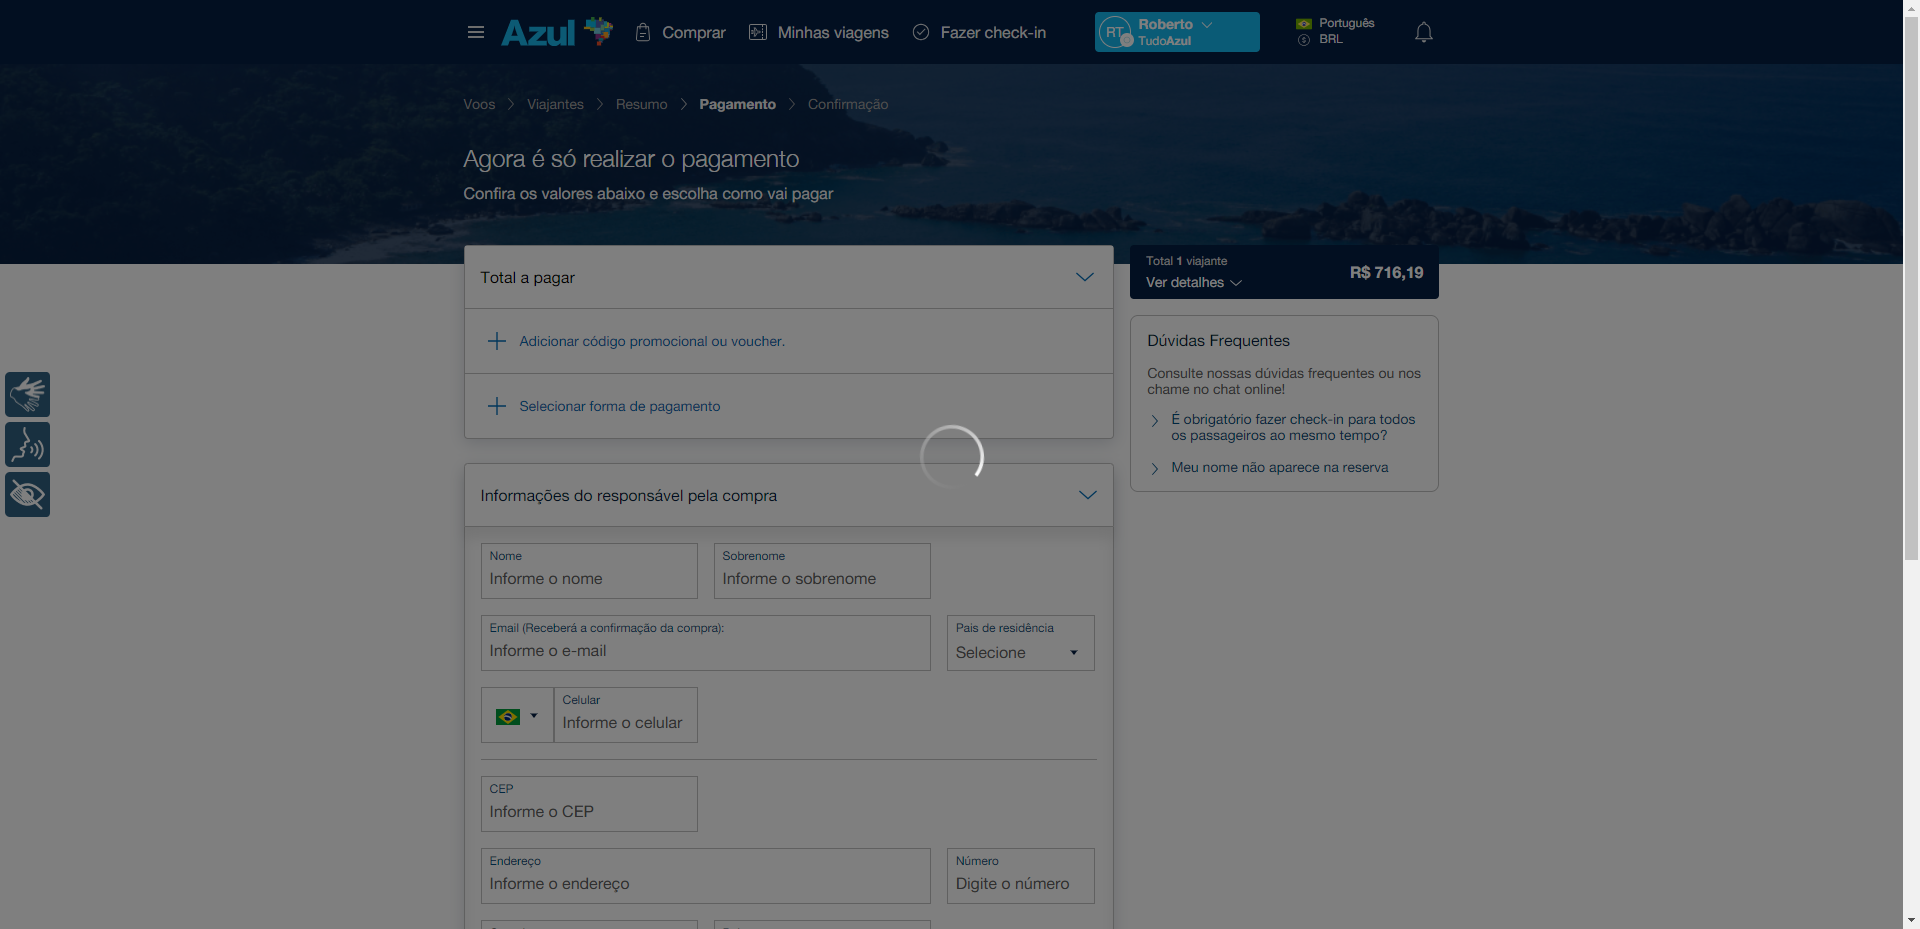 Azul
Comprar
Minhas viagens
Fazer check-in
RT
Roberto
TudoAzul
Português
BRL
Voos
Viajantes
Resumo
Pagamento
Confirmação
Agora é só realizar o pagamento
Confira os valores abaixo e escolha como vai pagar
Total a pagar
Adicionar código promocional ou voucher.
Selecionar forma de pagamento
Total 1 viajante
Ver detalhes
R$ 716,19
Dúvidas Frequentes
Consulte nossas dúvidas frequentes ou nos
chame no chat online!
É obrigatório fazer check-in para todos
os passageiros ao mesmo tempo?
Meu nome não aparece na reserva
Informações do responsável pela compra
Nome
Informe o nome
Sobrenome
Informe o sobrenome
Email (Receberá a confirmação da compra):
Informe o e-mail
Pais de residência
Selecione
Celular
Informe o celular
CEP
Informe o CEP
Endereço
Informe o endereço
Número
Digite o número